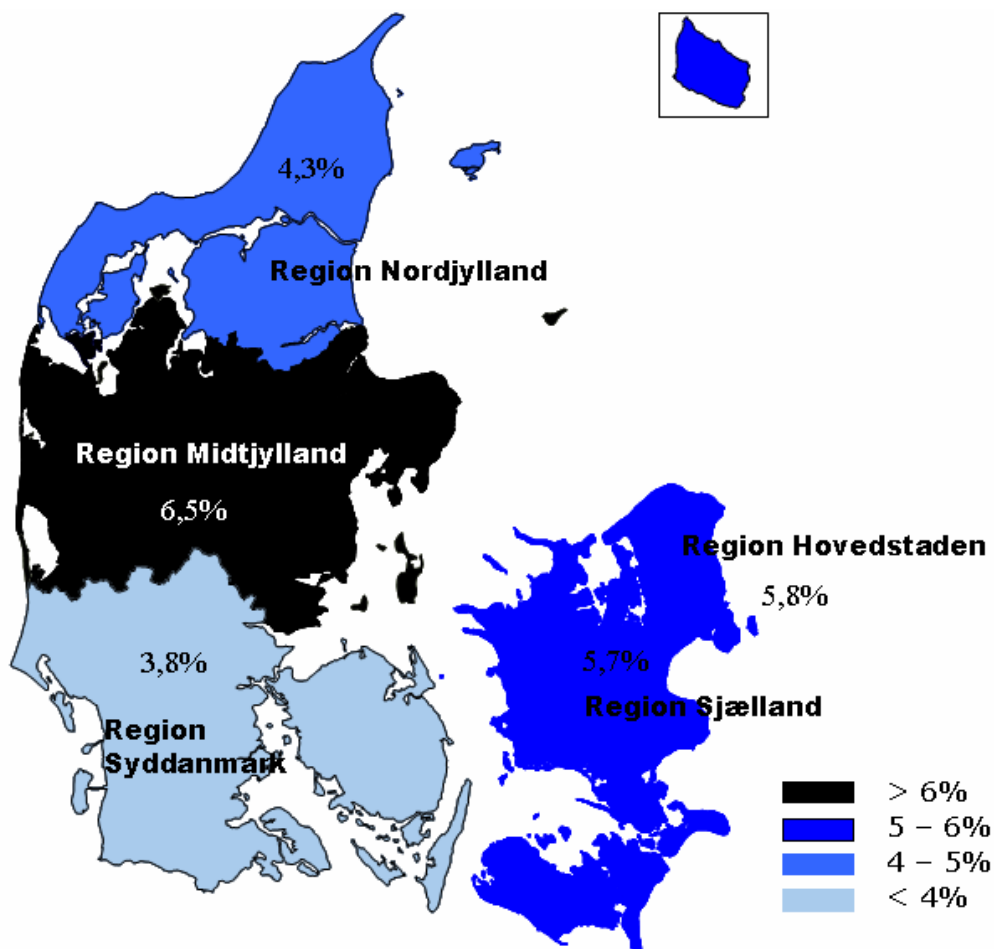 4,3%
Region Nordjylland
Region Midtjylland
6,5%
Region Hovedstaden
5,8%
3,8%
5,7%
Region Sjælland
Region
Syddanmark
> 6%
5 – 6%
4 – 5%
< 4%